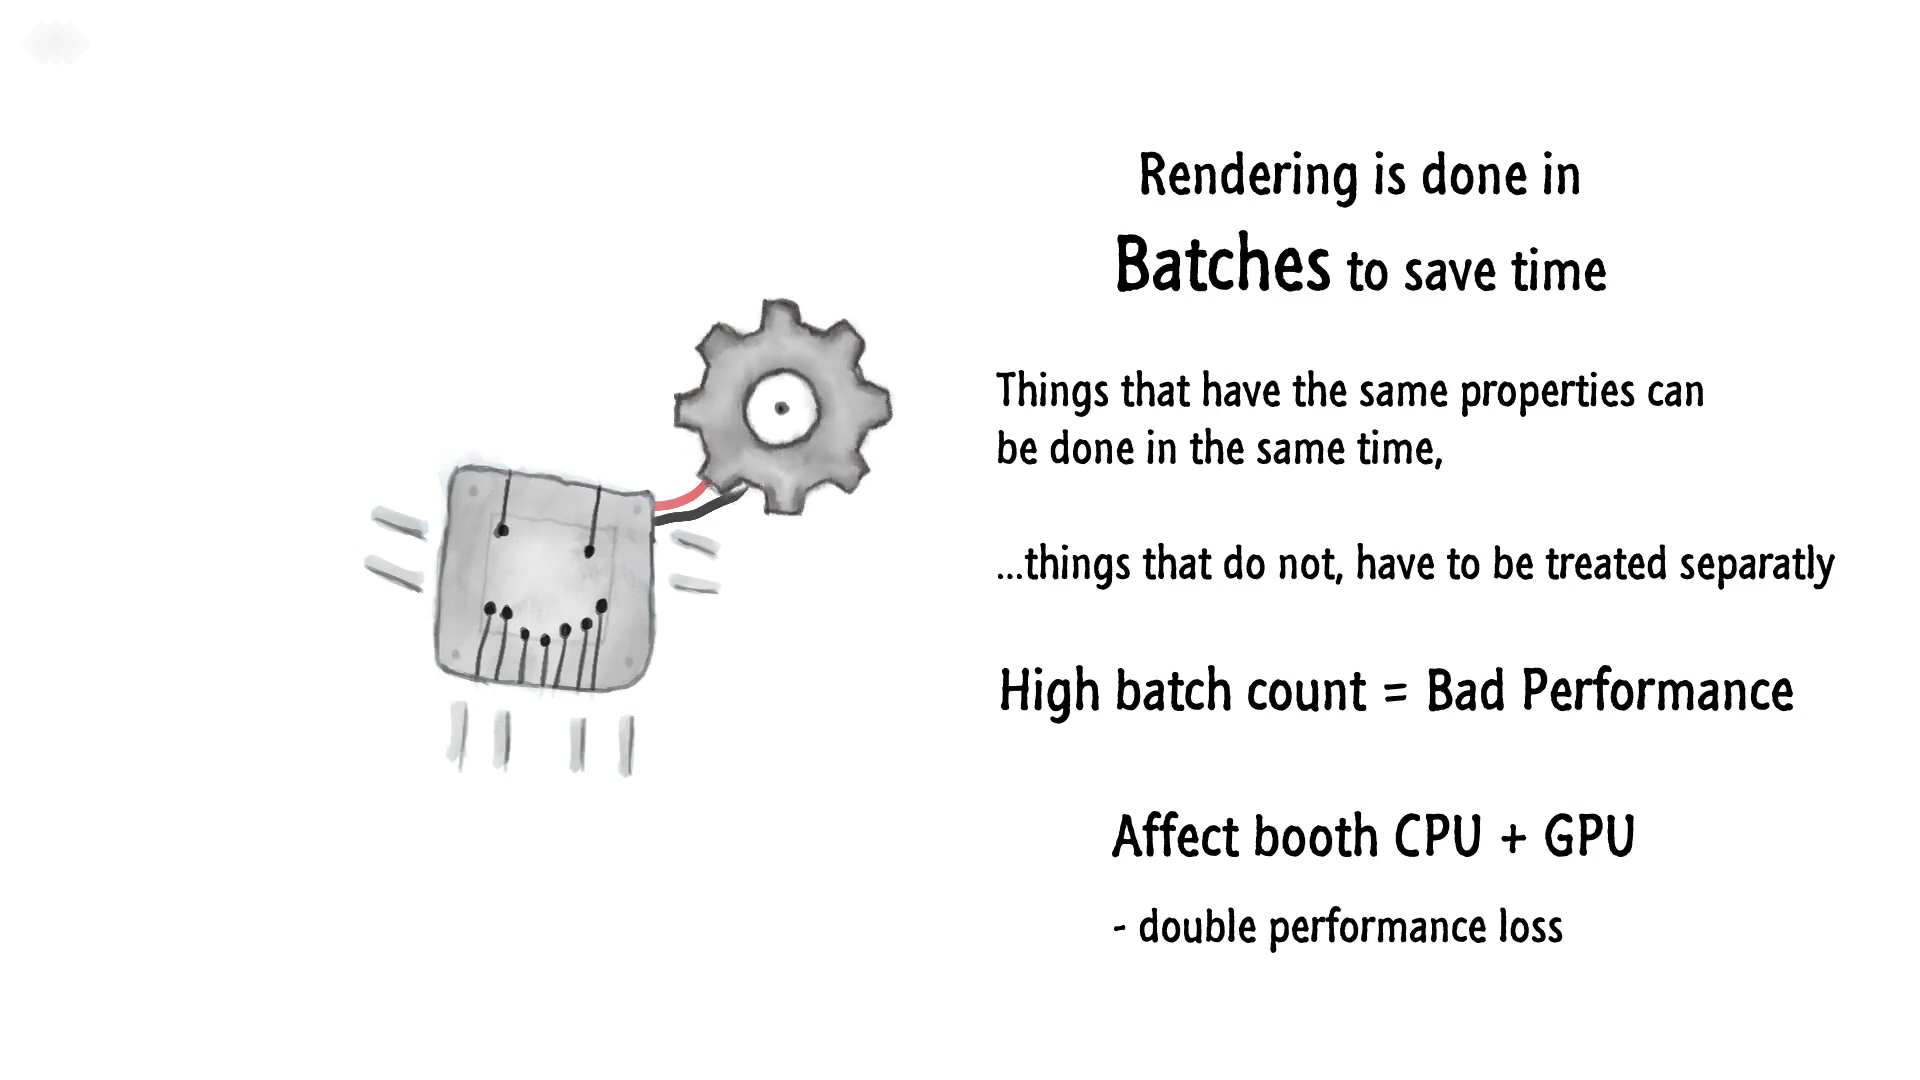 Rendering is done in
Batches to save time
Things that have the same properties can
be done in the same time,
...things that do not, have to be treated separatly
High batch count = Bad Performance
Affect booth CPU + GPU
- double performance loss